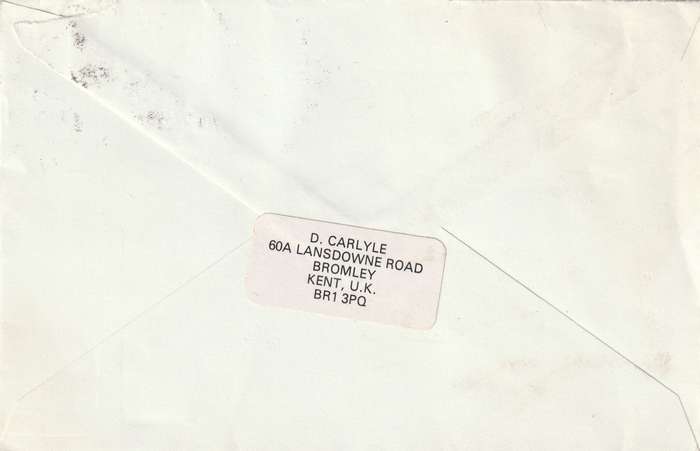 D. CARLYLE
60A LANSDOWNE ROAD
BROMLEY
KENT, U.K.
BR1 3PQ